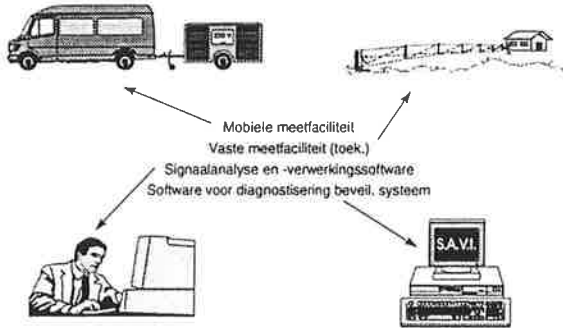 Mobiele meetfaciliteit
Vaste meetfaciliteit (toek.)
Signaalanalyse en -verwerkingssoftware
Software voor diagnostisering beveil. systeem
S.A.V.I.